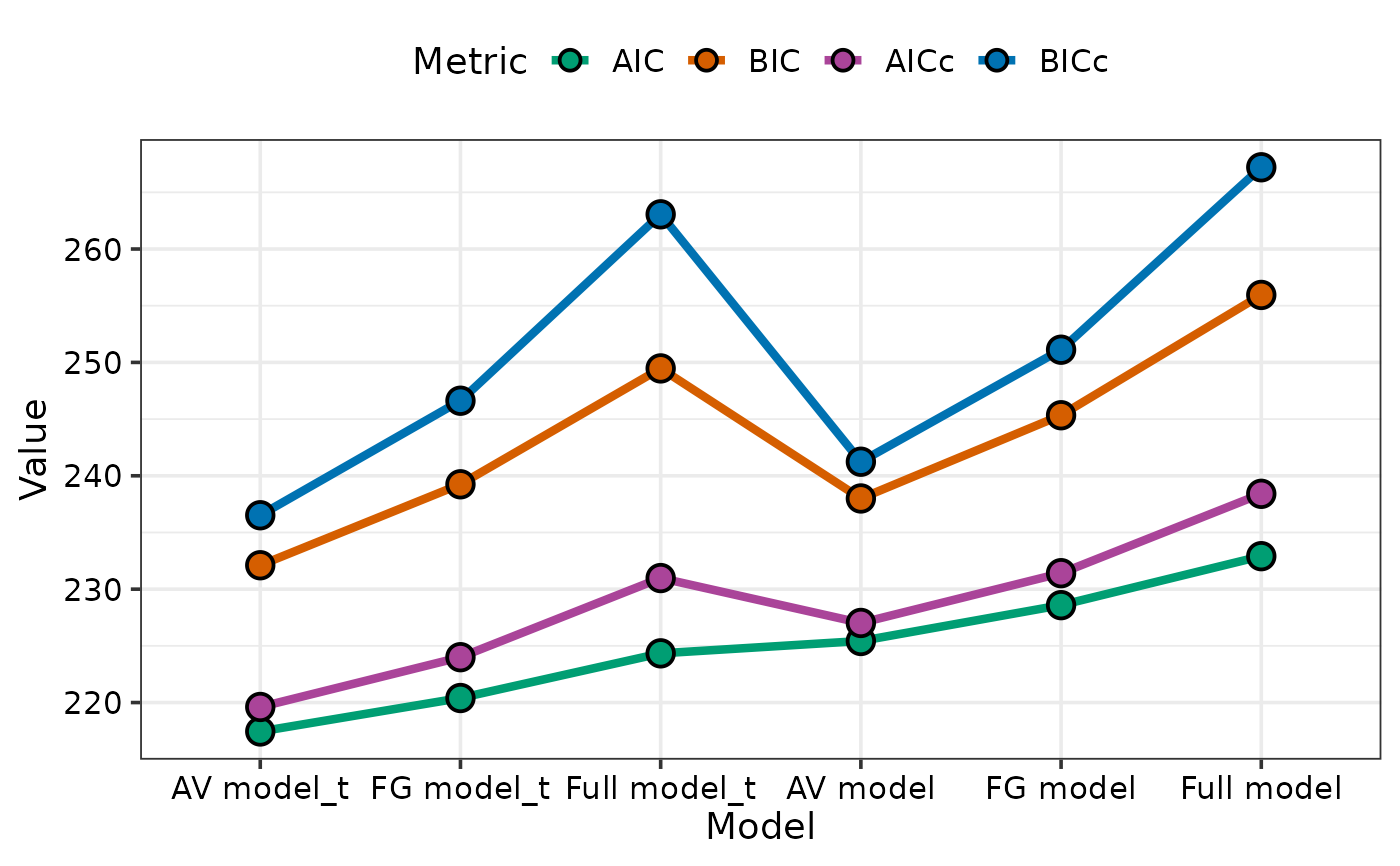 Metric AIC BIC AICc BICc
Value
260
250
240
230
220
AV model_t FG model_t Full model_t AV model FG model Full model
Model